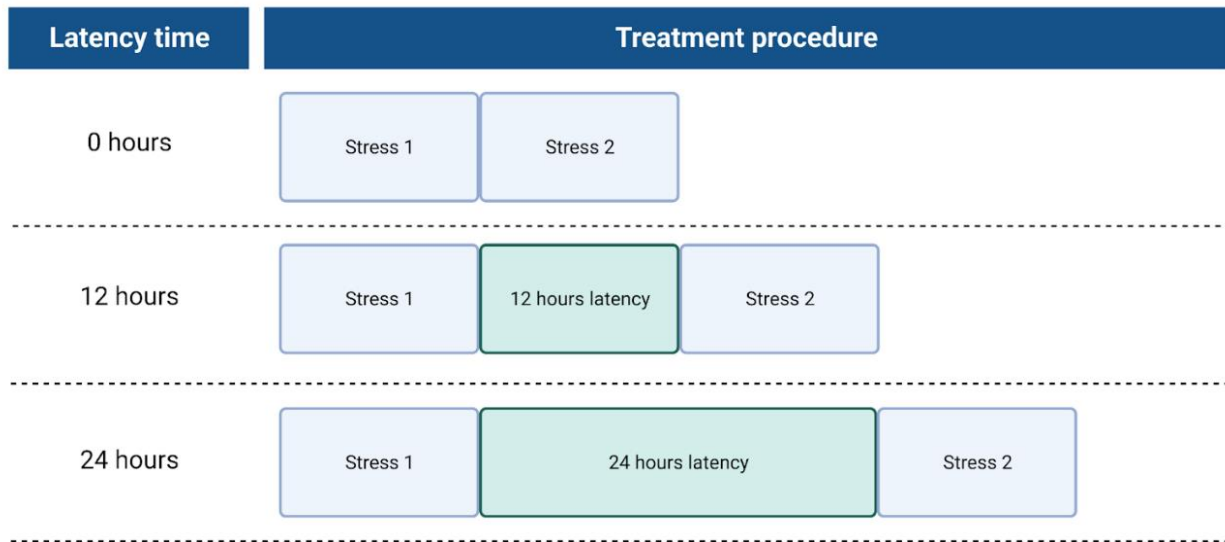 Latency time Treatment procedure
0 hours Stress 1 Stress 2
12 hours Stress 1 12 hours latency Stress 2
24 hours Stress 1 24 hours latency Stress 2